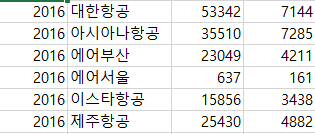 2016 대한항공 53342 7144
2016 아시아나항공 35510 7285
2016 에어부산 23049 4211
2016 에어서울 637 161
2016 이스타항공 15856 3438
2016 제주항공 25430 4882